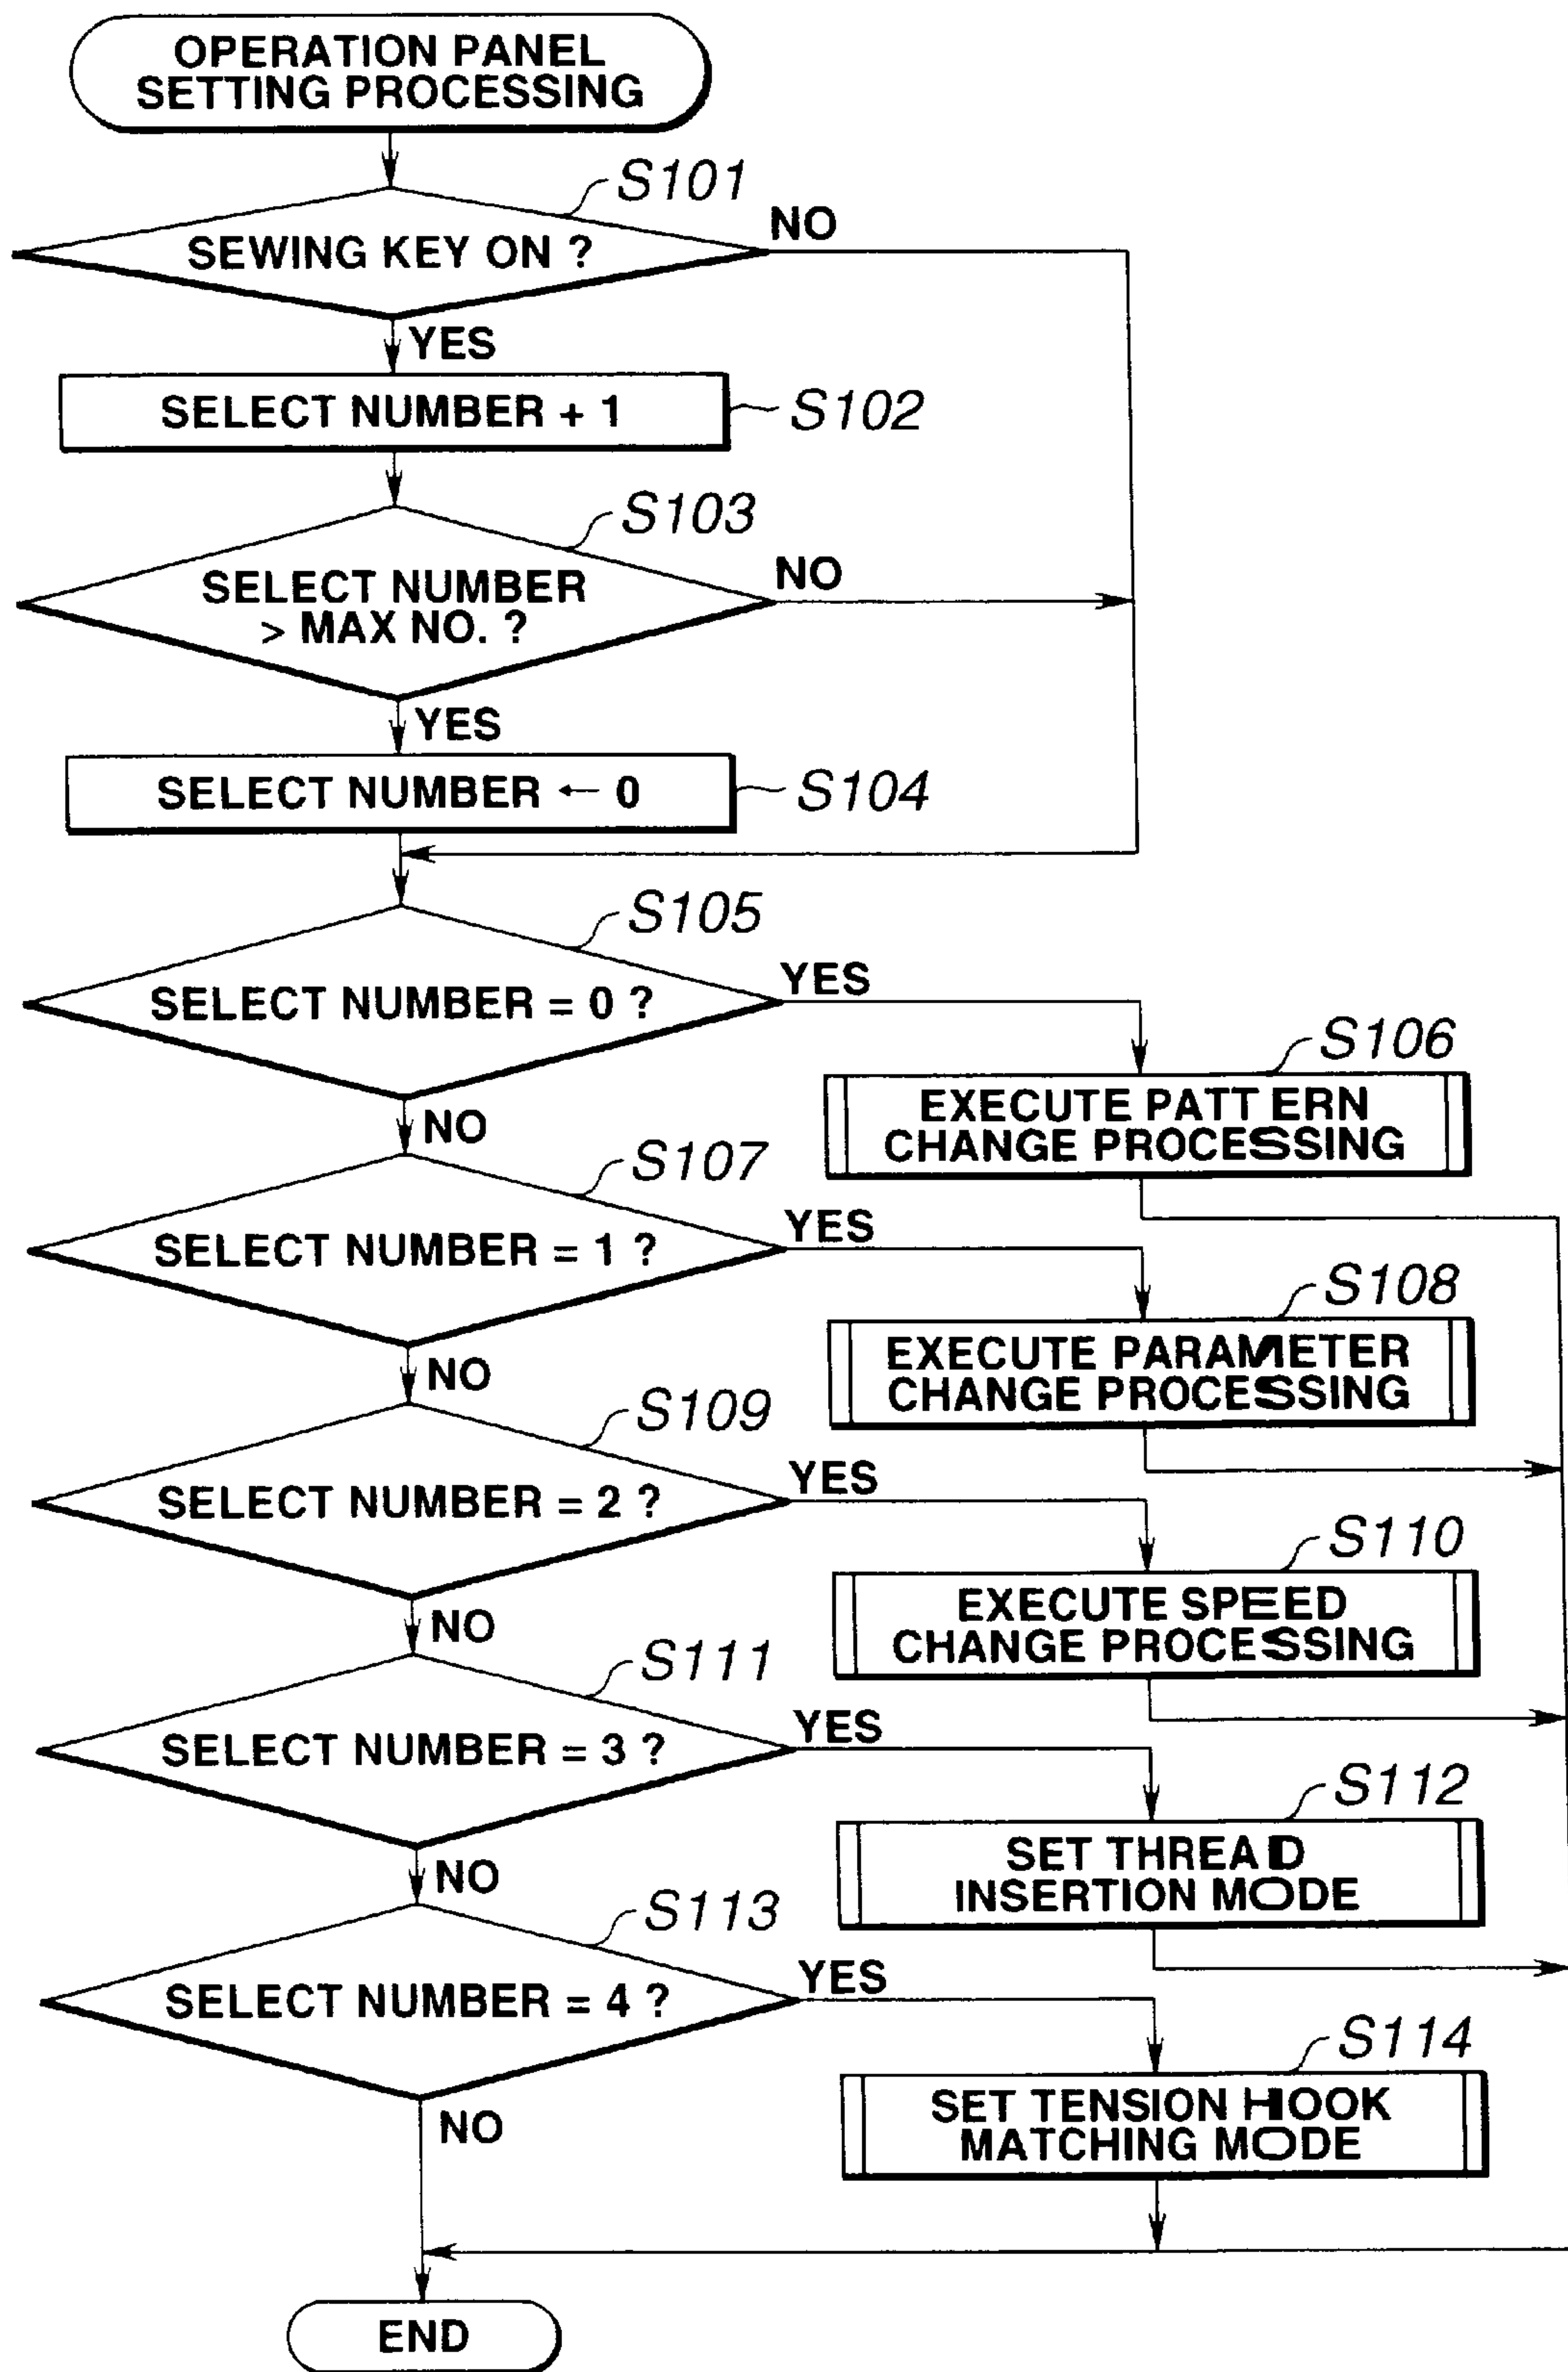 OPERATION PANEL
SETTING PROCESSING
S101
SEWING KEY ON ?
NO
YES
SELECT NUMBER + 1
S102
S103
SELECT NUMBER
> MAX NO. ?
NO
YES
SELECT NUMBER ← 0
S104
S105
SELECT NUMBER = 0 ?
YES
NO
S106
EXECUTE PATTERN
CHANGE PROCESSING
S107
SELECT NUMBER = 1 ?
YES
NO
S108
EXECUTE PARAMETER
CHANGE PROCESSING
S109
SELECT NUMBER = 2 ?
YES
NO
S110
EXECUTE SPEED
CHANGE PROCESSING
S111
SELECT NUMBER = 3 ?
YES
NO
S112
SET THREAD
INSERTION MODE
S113
SELECT NUMBER = 4 ?
YES
NO
S114
SET TENSION HOOK
MATCHING MODE
END